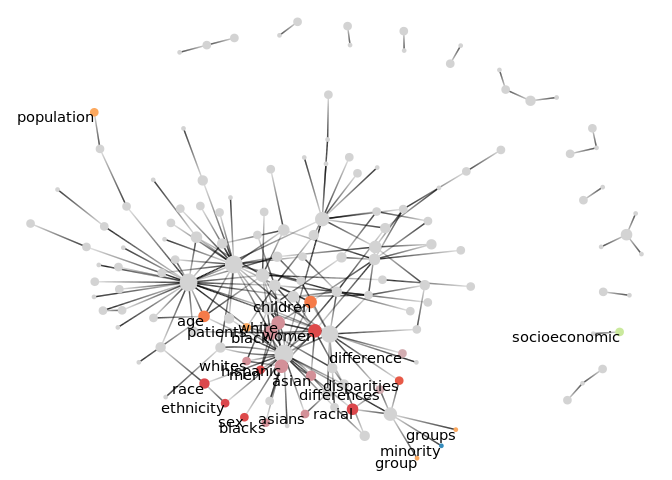 population
socioeconomic
children
age
patients
white
black
women
difference
whites
hispanic
men
asian
disparities
race
differences
ethnicity
racial
sex
asians
blacks
groups
minority
group